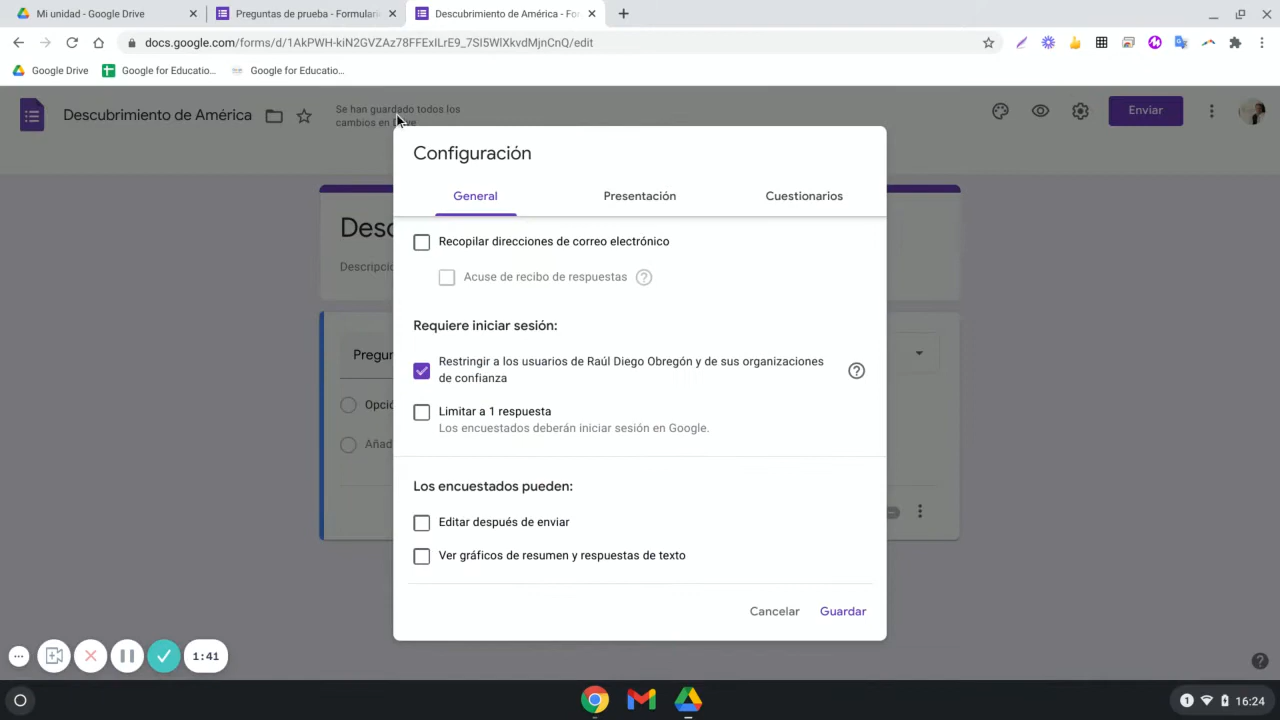 Mi unidad - Google Drive
Preguntas de prueba - Formular
Descubrimiento de América - For
docs.google.com/forms/d/1AkPWH-kiN2GVZAz78FFExILrE9_7SI5WlXkvdMjnCnQ/edit
Google Drive
Google for Educatio...
Google for Educatio...
Descubrimiento de América
Se han guardado todos los
cambios en
Enviar
Configuración
General
Presentación
Cuestionarios
Desc
Descripció
Recopilar direcciones de correo electrónico
Acuse de recibo de respuestas
Requiere iniciar sesión:
Pregun
Restringir a los usuarios de Raúl Diego Obregón y de sus organizaciones
de confianza
Opció
Limitar a 1 respuesta
Los encuestados deberán iniciar sesión en Google.
Añad
Los encuestados pueden:
Editar después de enviar
Ver gráficos de resumen y respuestas de texto
Cancelar
Guardar
1:41
1
16:24